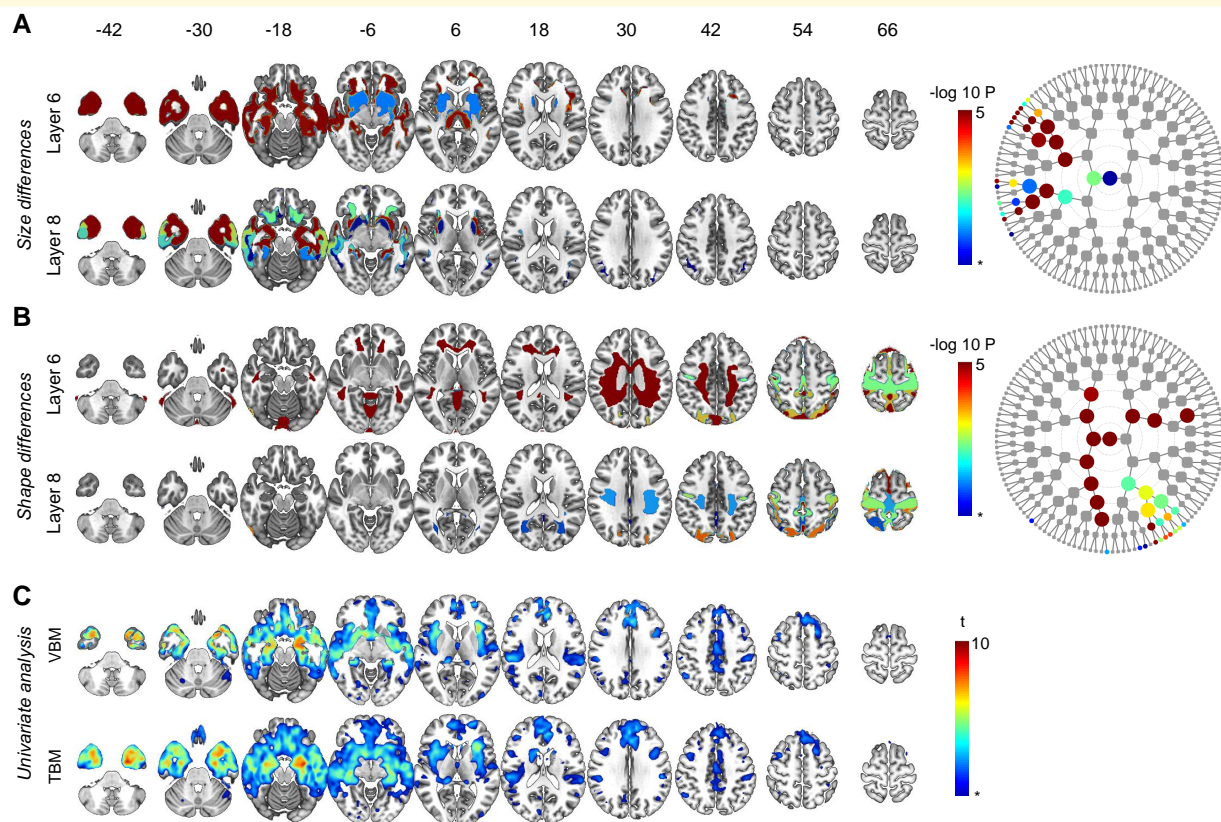 A
-42 -30 -18 -6 6 18 30 42 54 66
Size differences
Layer 6
Layer 8
-log 10 P
5
*
B
Shape differences
Layer 6
Layer 8
-log 10 P
5
*
C
Univariate analysis
VBM
TBM
t
10
*